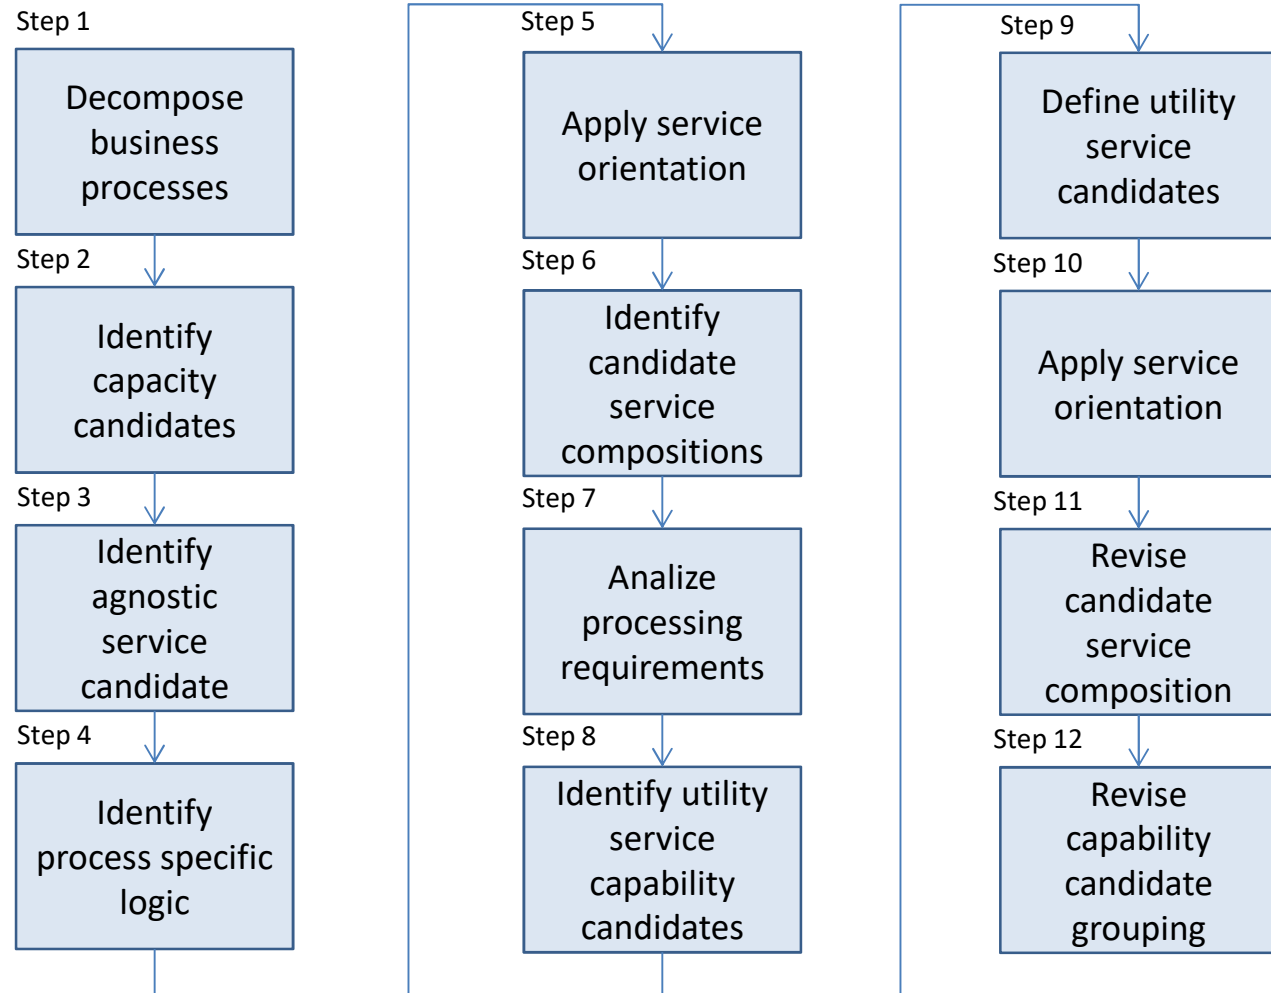 Step 1
Decompose
business
processes
Step 2
Identify
capacity
candidates
Step 3
Identify
agnostic
service
candidate
Step 4
Identify
process specific
logic
Step 5
Apply service
orientation
Step 6
Identify
candidate
service
compositions
Step 7
Analize
processing
requirements
Step 8
Identify utility
service
capability
candidates
Step 9
Define utility
service
candidates
Step 10
Apply service
orientation
Step 11
Revise
candidate
service
composition
Step 12
Revise
capability
candidate
grouping